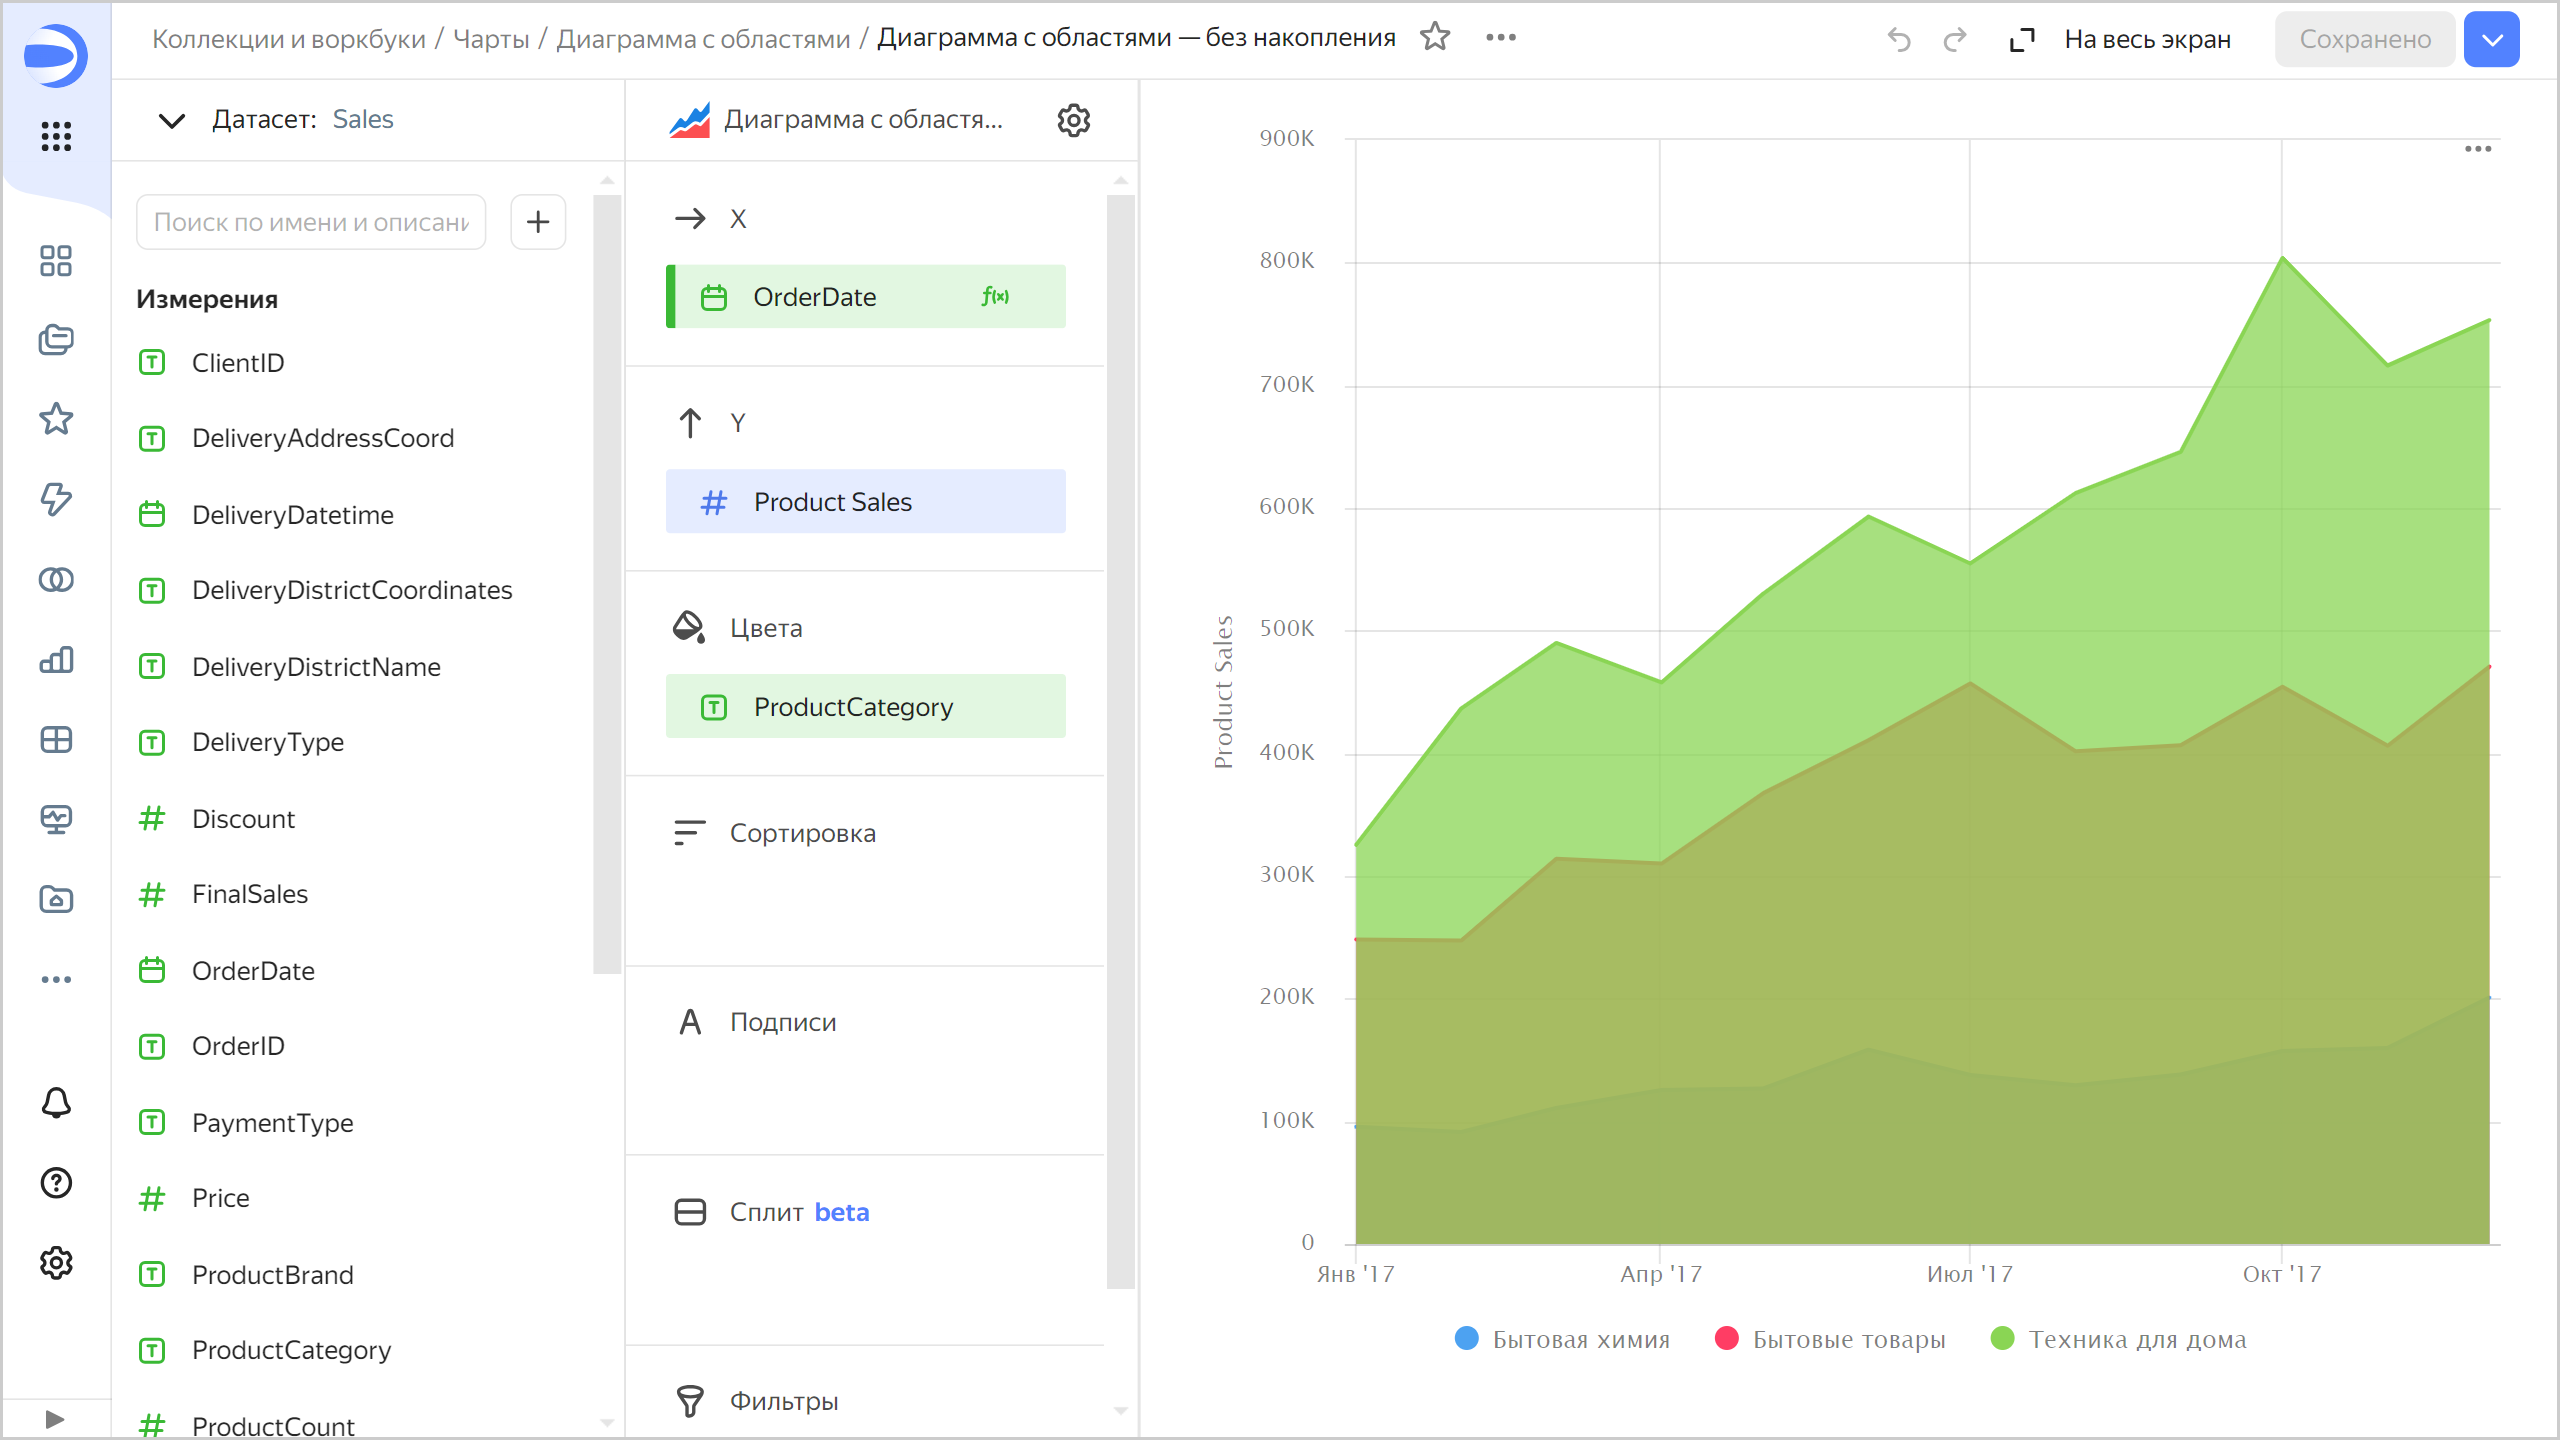 Коллекции и воркбуки / Чарты / Диаграмма с областями / Диаграмма с областями — без накопления
На весь экран
Сохранено
Датасет: Sales
Поиск по имени и описани
Измерения
ClientID
DeliveryAddressCoord
DeliveryDatetime
DeliveryDistrictCoordinates
DeliveryDistrictName
DeliveryType
Discount
FinalSales
OrderDate
OrderID
PaymentType
Price
ProductBrand
ProductCategory
ProductCount
Диаграмма с областя...
X
OrderDate
f(x)
Y
Product Sales
Цвета
ProductCategory
Сортировка
Подписи
Сплит beta
Фильтры
Product Sales
900K
800K
700K
600K
500K
400K
300K
200K
100K
0
Янв '17
Апр '17
Июл '17
Окт '17
Бытовая химия
Бытовые товары
Техника для дома